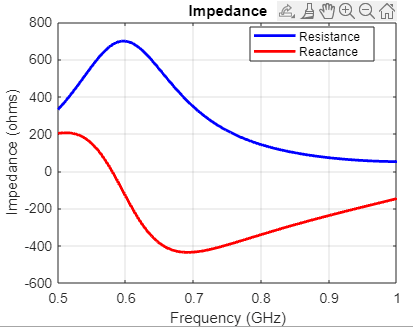 Impedance
Resistance
Reactance
800
600
400
200
0
-200
-400
-600
Impedance (ohms)
0.5
0.6
0.7
0.8
0.9
1
Frequency (GHz)